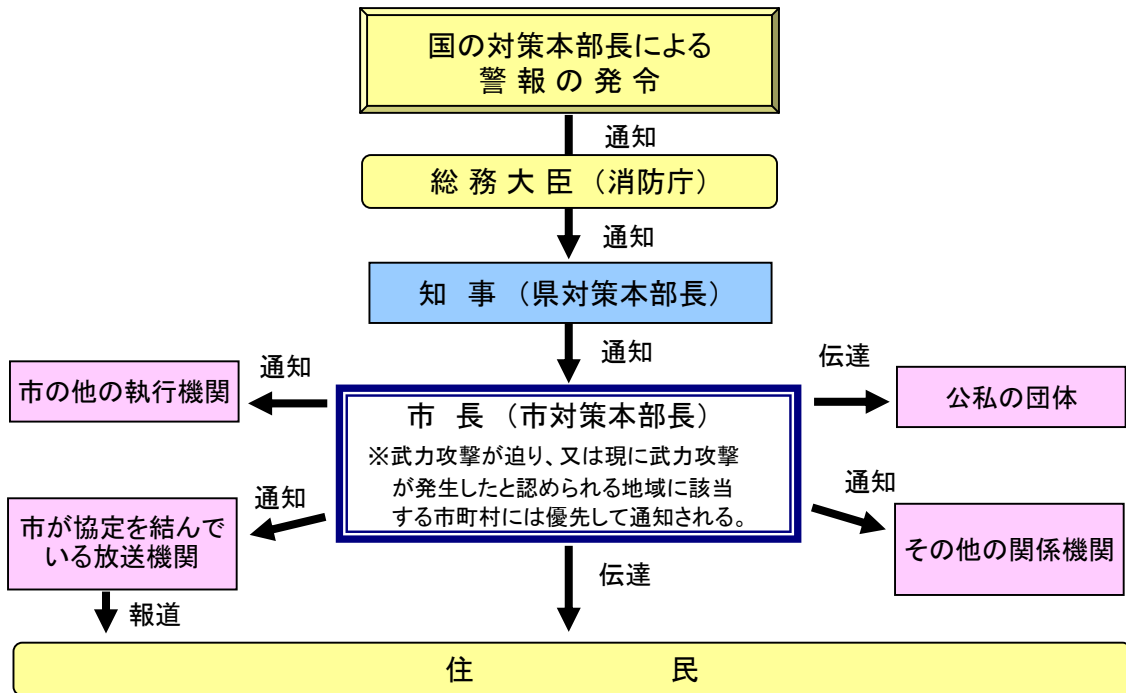 国の対策本部長による
警 報 の 発 令
通知
総 務 大 臣 （消防庁）
通知
知　事 （県対策本部長）
通知
通知
伝達
市の他の執行機関
公私の団体
市 長 （市対策本部長）
※武力攻撃が迫り、又は現に武力攻撃
が発生したと認められる地域に該当
する市町村には優先して通知される。
通知
通知
市が協定を結んで
いる放送機関
その他の関係機関
伝達
報道
住　　　　　　民